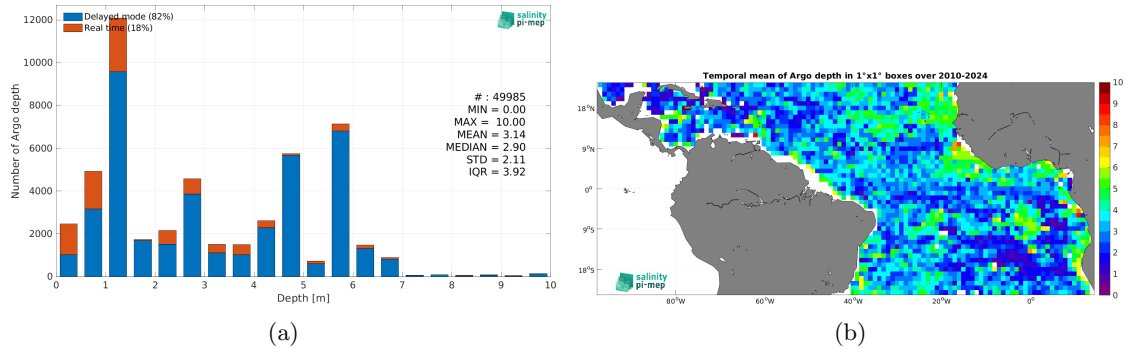 Delayed mode (82%)
Real time (18%)
salinity
pi-mep
12000
10000
8000
6000
4000
2000
0
Number of Argo depth
# : 49985
MIN = 0.00
MAX = 10.00
MEAN = 3.14
MEDIAN = 2.90
STD = 2.11
IQR = 3.92
0 1 2 3 4 5 6 7 8 9 10
Depth [m]
(a)
Temporal mean of Argo depth in 1°x1° boxes over 2010-2024
18°N
9°N
0°
9°S
18°S
salinity
pi-mep
80°W 60°W 40°W 20°W 0°
10
9
8
7
6
5
4
3
2
1
0
(b)